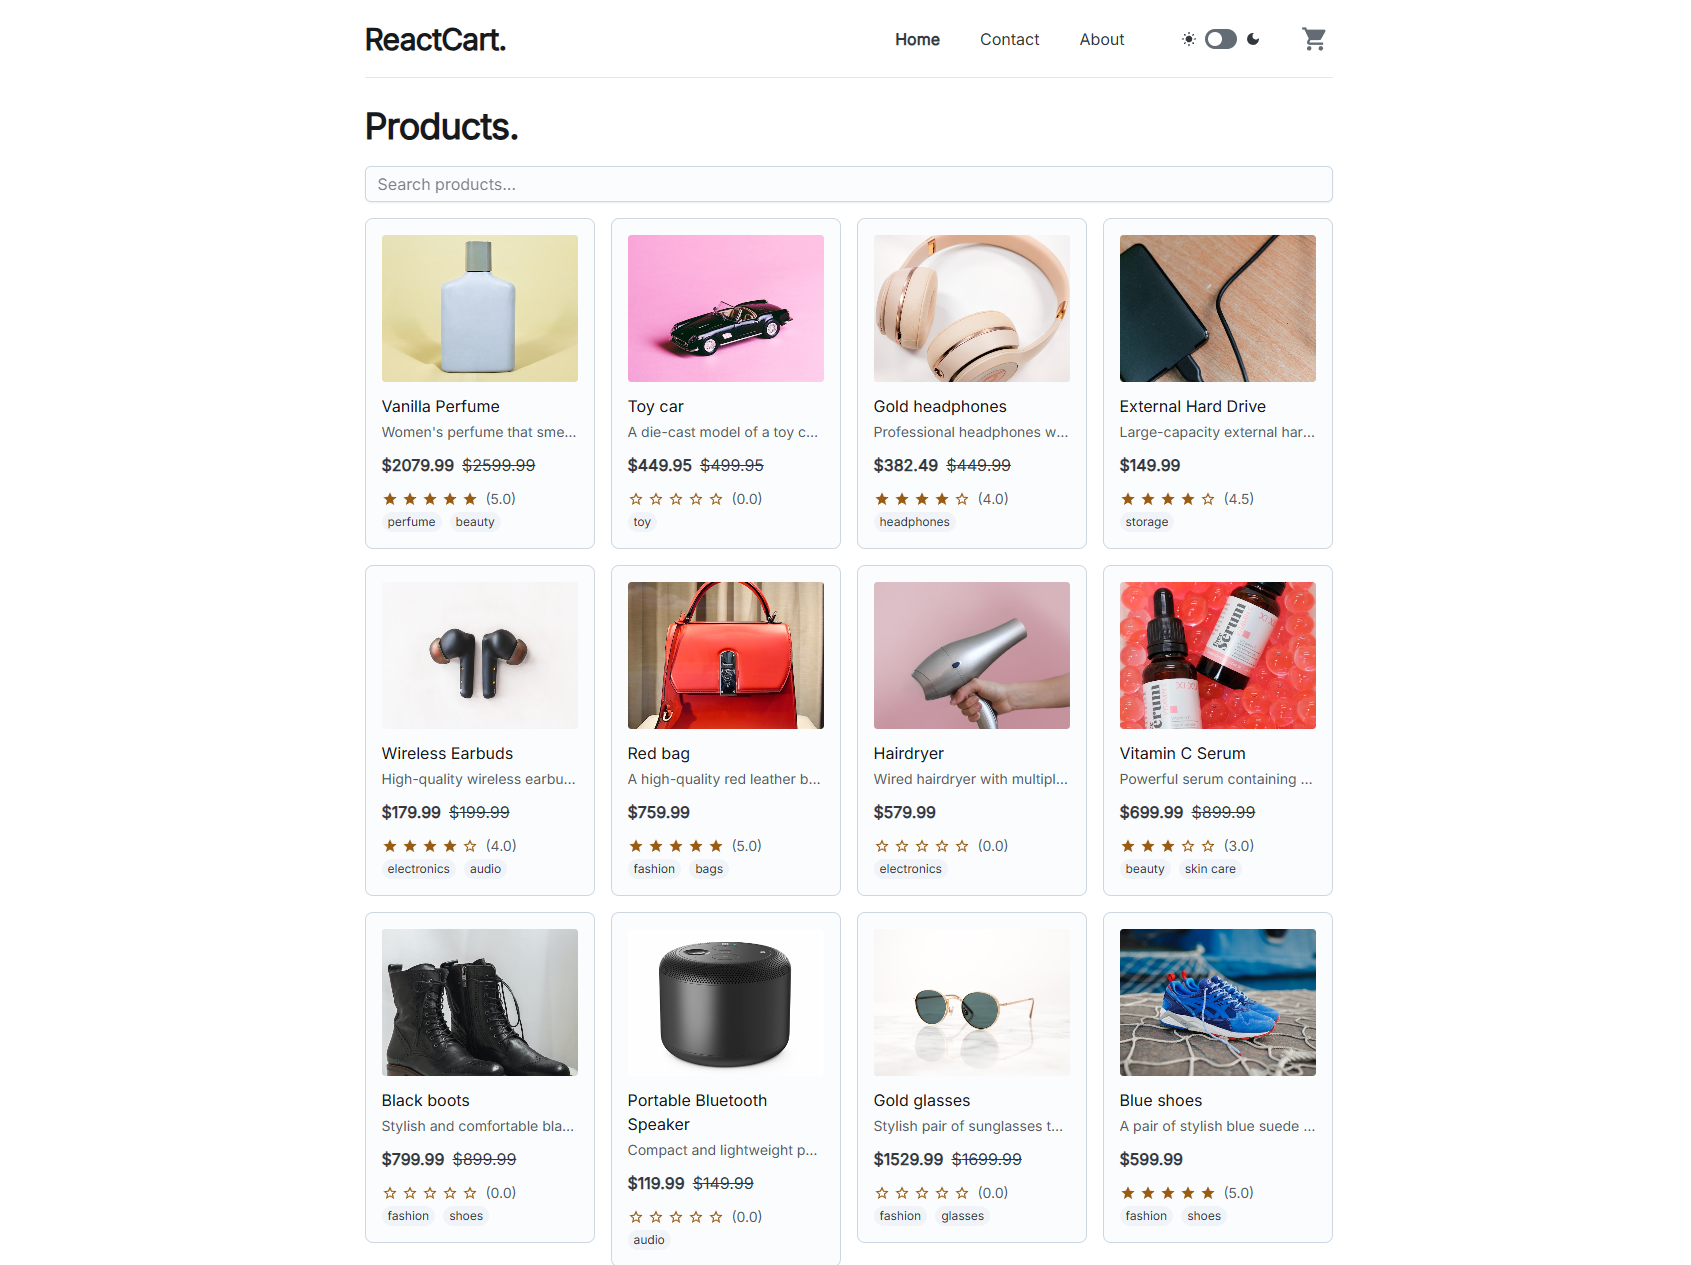 ReactCart.
Home
Contact
About
Products.
Search products...
Vanilla Perfume
Women's perfume that sme...
$2079.99 $2599.99
(5.0)
perfume beauty
Toy car
A die-cast model of a toy c...
$449.95 $499.95
(0.0)
toy
Gold headphones
Professional headphones w...
$382.49 $449.99
(4.0)
headphones
External Hard Drive
Large-capacity external har...
$149.99
(4.5)
storage
Wireless Earbuds
High-quality wireless earbu...
$179.99 $199.99
(4.0)
electronics audio
Red bag
A high-quality red leather b...
$759.99
(5.0)
fashion bags
Hairdryer
Wired hairdryer with multipl...
$579.99
(0.0)
electronics
serum
serum
Vitamin C Serum
Powerful serum containing ...
$699.99 $899.99
(3.0)
beauty skin care
Black boots
Stylish and comfortable bla...
$799.99 $899.99
(0.0)
fashion shoes
Portable Bluetooth
Speaker
Compact and lightweight p...
$119.99 $149.99
(0.0)
audio
Gold glasses
Stylish pair of sunglasses t...
$1529.99 $1699.99
(0.0)
fashion glasses
Blue shoes
A pair of stylish blue suede ...
$599.99
(5.0)
fashion shoes